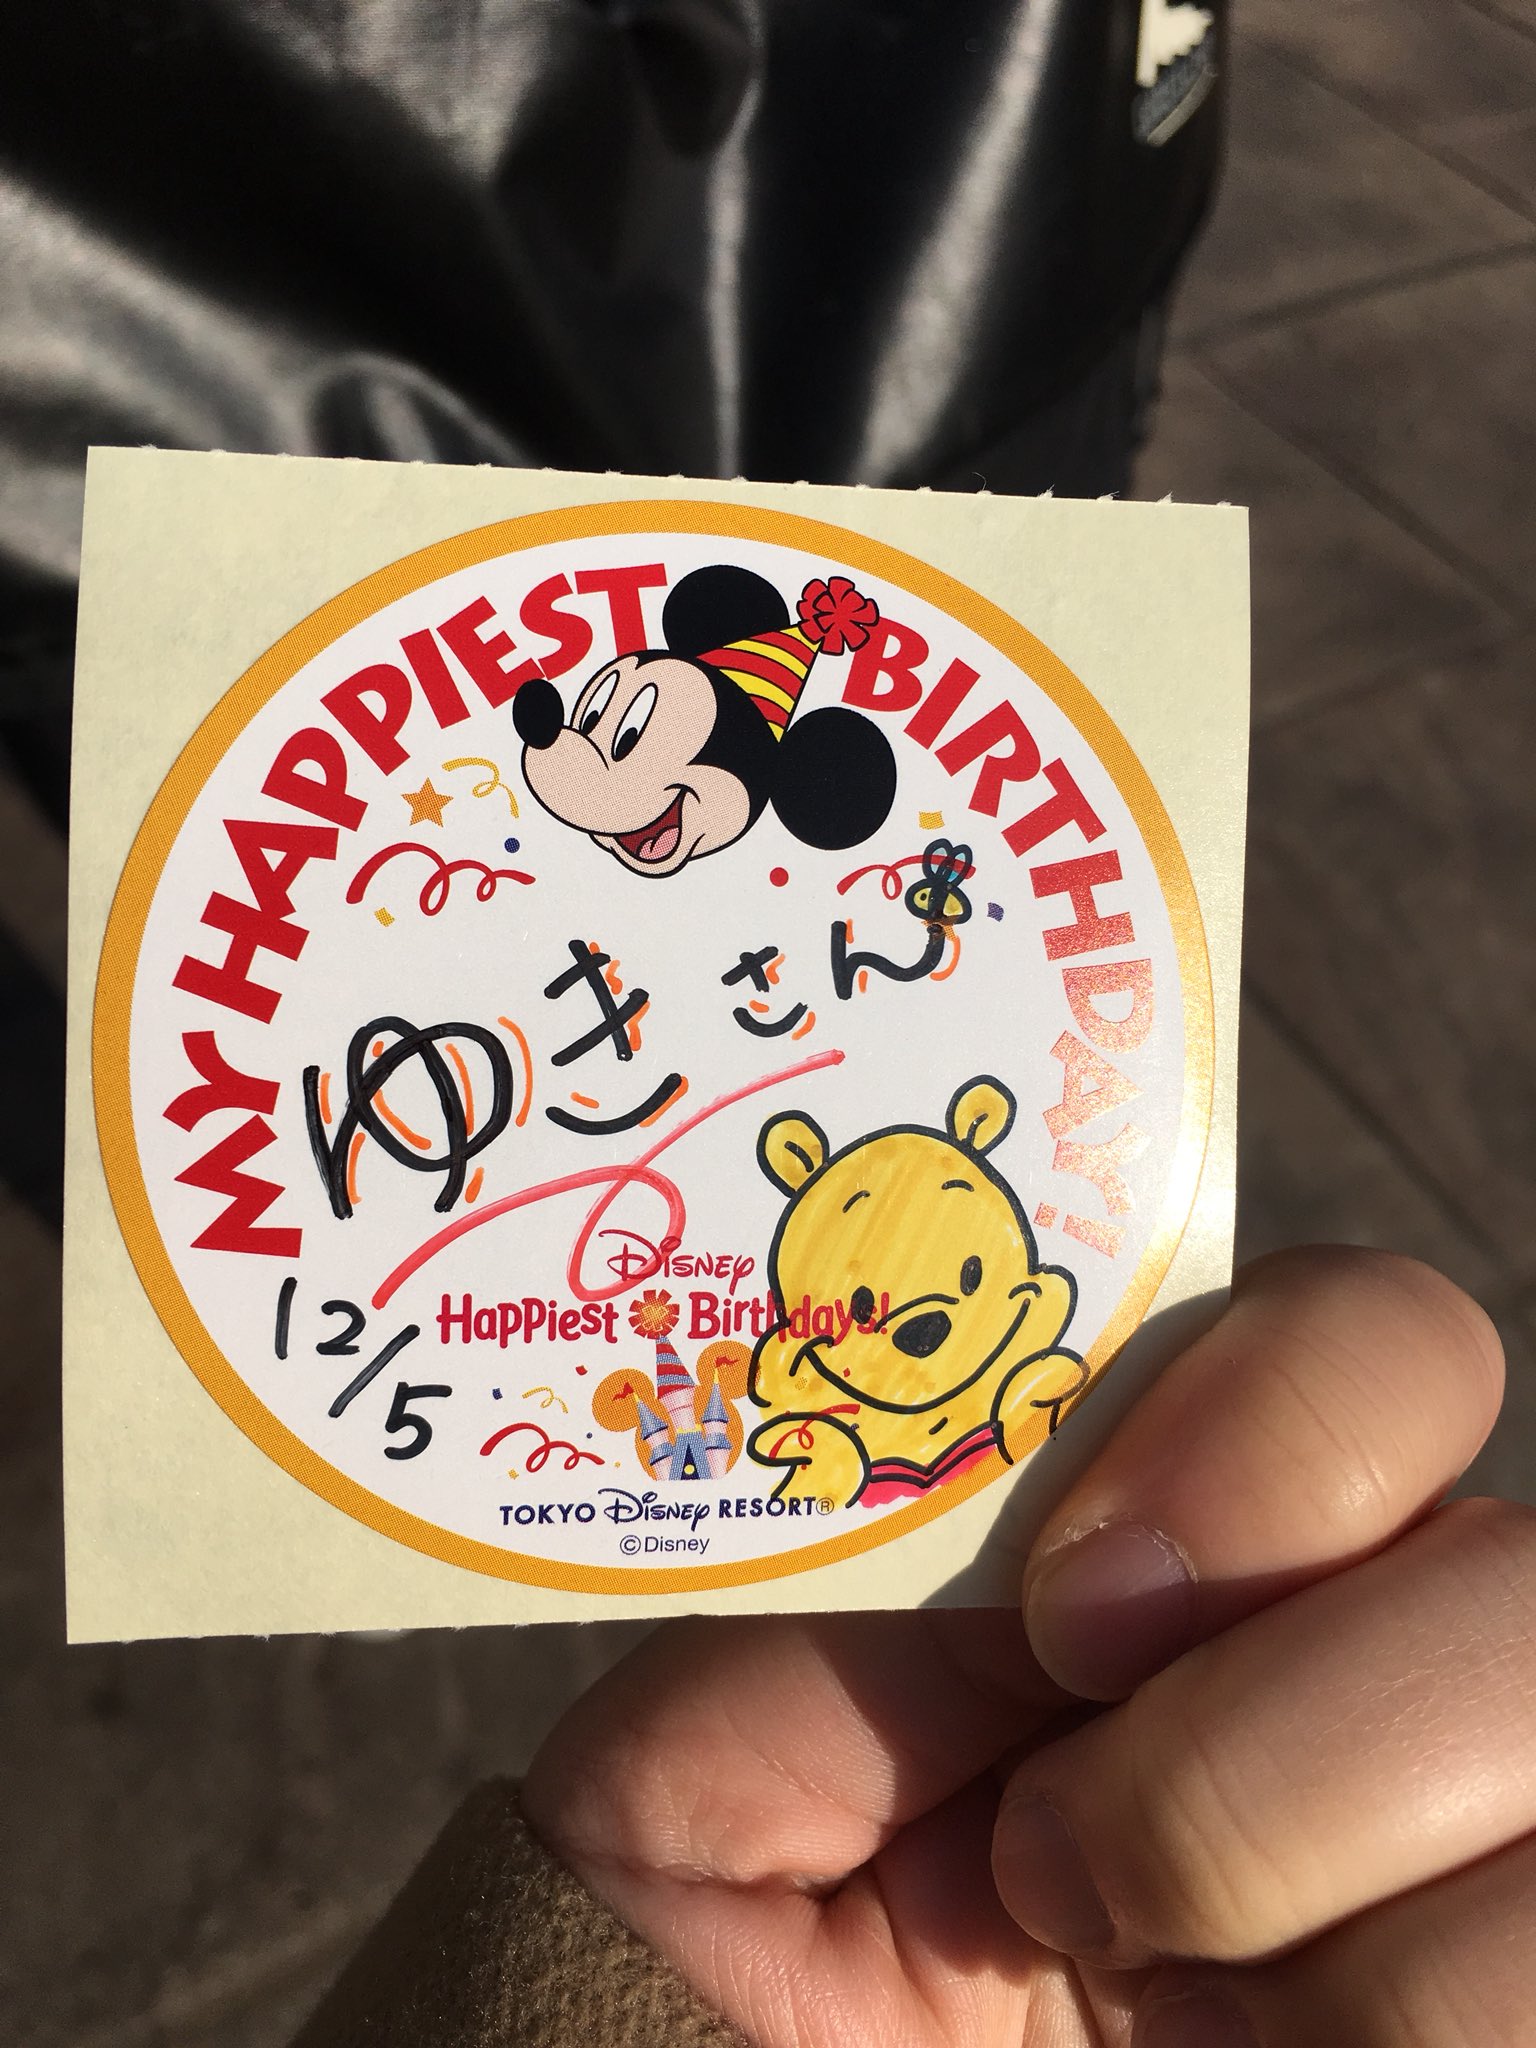 MY HAPPIEST BIRTHDAY!
ゆきさん
12/5
Disney
Happiest Birthdays!
TOKYO Disney RESORT®
©Disney